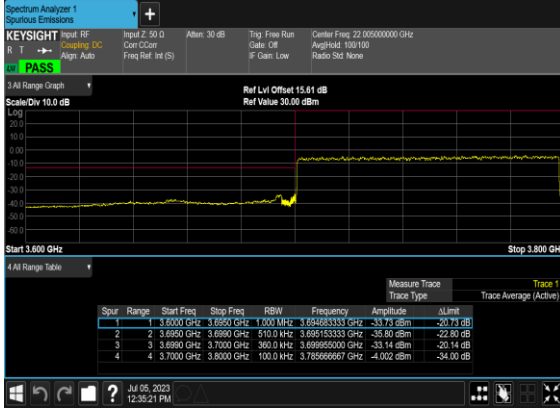 Spectrum Analyzer 1
Spurious Emissions
+
KEYSIGHT Input: RF Input Z: 50 Ω Atten: 30 dB Trig: Free Run Center Freq: 22.005000000 GHz
R T Coupling: DC Corr CCorr Gate: Off Avg|Hold: 100/100
Align: Auto Freq Ref: Int (S) IF Gain: Low Radio Std: None
LXI PASS
3 All Range Graph
Ref Lvl Offset 15.61 dB
Scale/Div 10.0 dB Ref Value 30.00 dBm
Log
20.0
10.0
0.00
-10.0
-20.0
-30.0
-40.0
-50.0
-60.0
Start 3.600 GHz Stop 3.800 GH
4 All Range Table
Measure Trace Trace 1
Trace Type Trace Average (Active)
Spur Range Start Freq Stop Freq RBW Frequency Amplitude ΔLimit
1 1 3.6000 GHz 3.6950 GHz 1.000 MHz 3.694683333 GHz -33.73 dBm -20.73 dB
2 2 3.6950 GHz 3.6990 GHz 510.0 kHz 3.695153333 GHz -35.80 dBm -22.80 dB
3 3 3.6990 GHz 3.7000 GHz 360.0 kHz 3.699955000 GHz -33.14 dBm -20.14 dB
4 4 3.7000 GHz 3.8000 GHz 100.0 kHz 3.785666667 GHz -4.002 dBm -34.00 dB
? Jul 05, 2023
12:35:21 PM